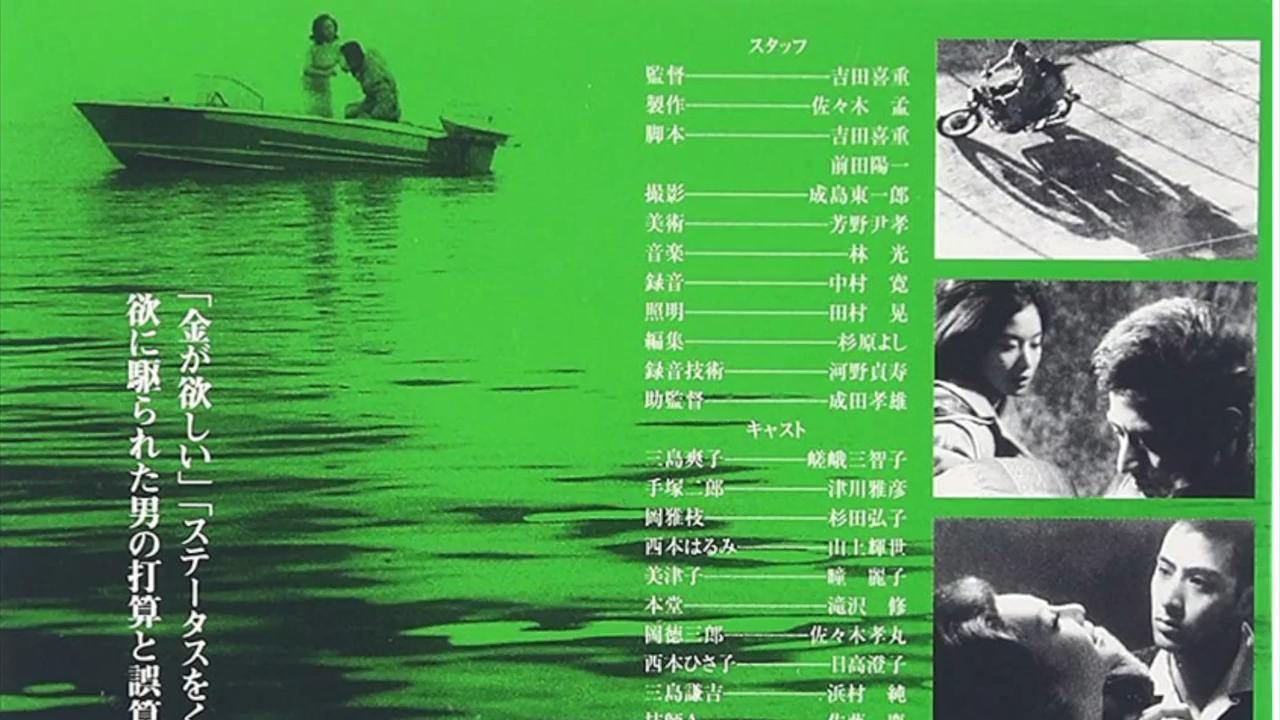 「金が欲しい」「ステータスをく
欲に駆られた男の打算と誤算
スタッフ
監督―吉田喜重
製作―佐々木 孟
脚本―吉田喜重
前田陽一
撮影―成島東一郎
美術―芳野尹孝
音楽―林 光
録音―中村 寛
照明―田村 晃
編集―杉原よし
録音技術―河野貞寿
助監督―成田孝雄
キャスト
三島爽子―嵯峨三智子
手塚二郎―津川雅彦
岡雅枝―杉田弘子
西本はるみ―山上輝世
美津子―瞳 麗子
本堂―滝沢 修
岡徳三郎―佐々木孝丸
西本ひさ子―日高澄子
三島謙吉―浜村 純